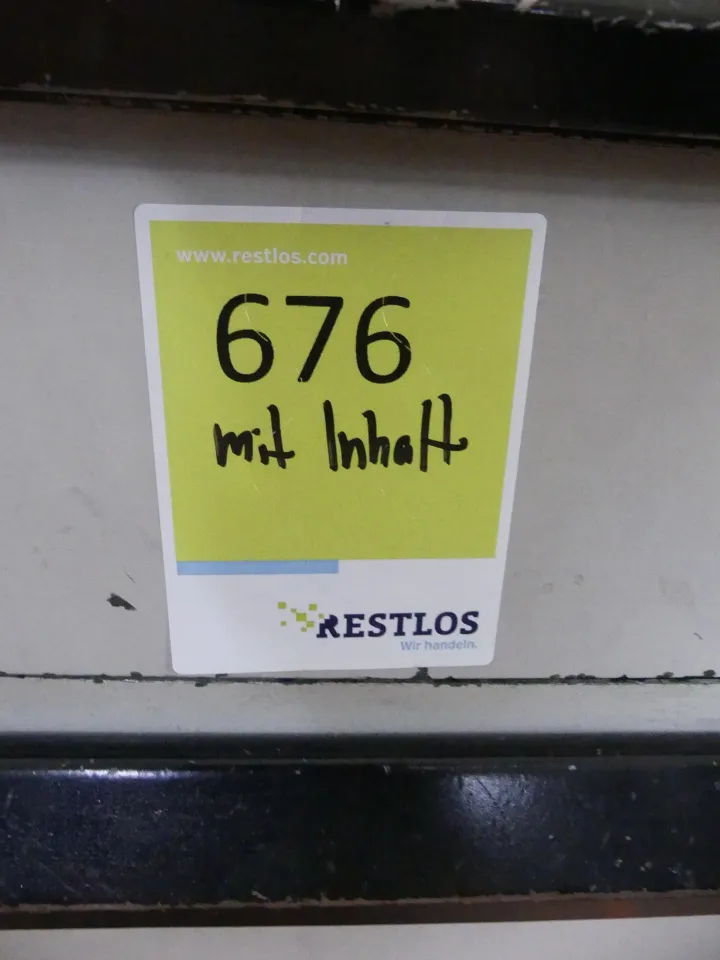 www.restlos.com
676
mit Inhalt
RESTLOS
Wir handeln.